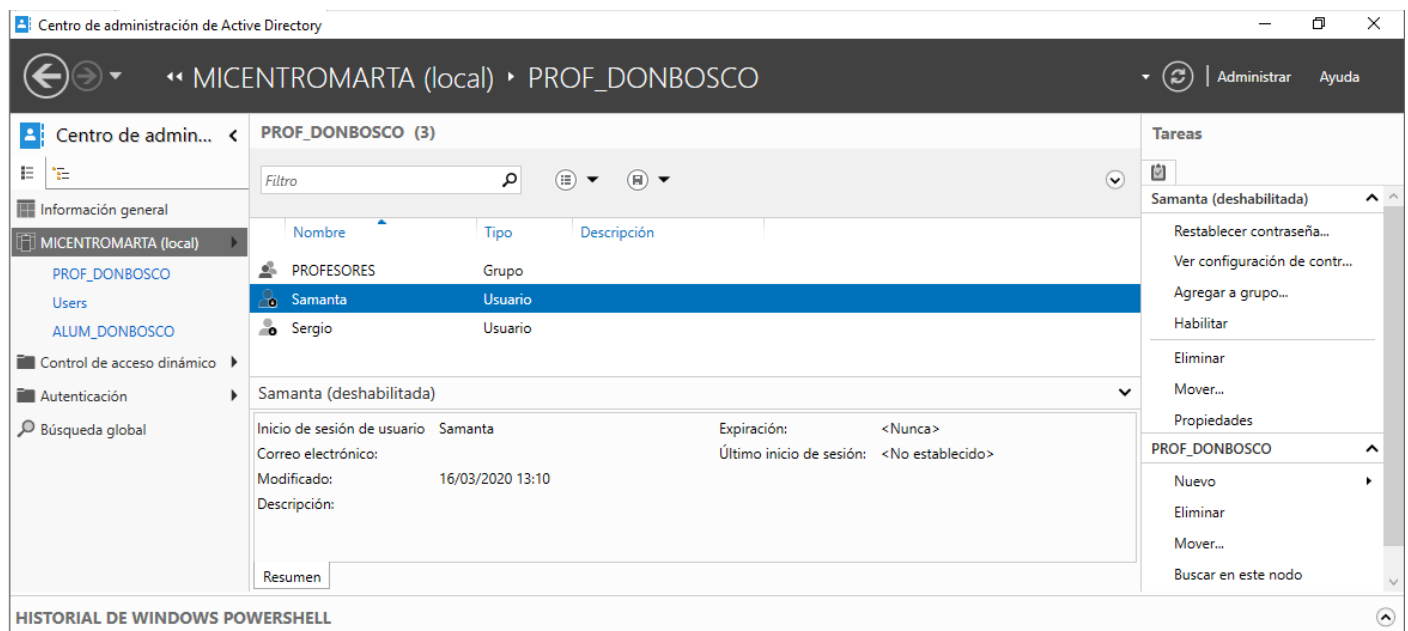 Centro de administración de Active Directory
MICENTROMARTA (local) PROF_DONBOSCO
Administrar Ayuda
Centro de admin...
Información general
MICENTROMARTA (local)
PROF_DONBOSCO
Users
ALUM_DONBOSCO
Control de acceso dinámico
Autenticación
Búsqueda global
PROF_DONBOSCO (3)
Filtro
Nombre Tipo Descripción
PROFESORES Grupo
Samanta Usuario
Sergio Usuario
Samanta (deshabilitada)
Inicio de sesión de usuario Samanta Expiración: <Nunca>
Correo electrónico: Último inicio de sesión: <No establecido>
Modificado: 16/03/2020 13:10
Descripción:
Resumen
Tareas
Samanta (deshabilitada)
Restablecer contraseña...
Ver configuración de contr...
Agregar a grupo...
Habilitar
Eliminar
Mover...
Propiedades
PROF_DONBOSCO
Nuevo
Eliminar
Mover...
Buscar en este nodo
HISTORIAL DE WINDOWS POWERSHELL